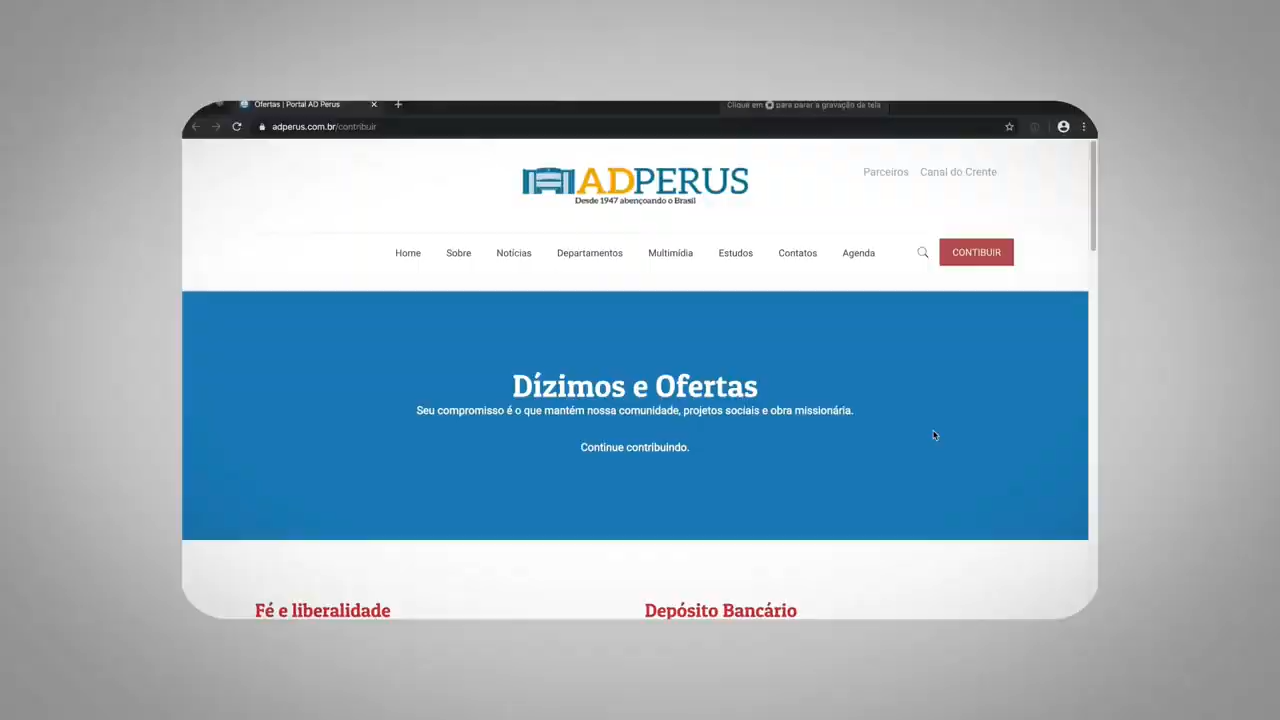 Ofertas | Portal AD Perus
Clique em para parar a gravação da tela
adperus.com.br/contribuir
ADPERUS
Desde 1947 abençoando o Brasil
Parceiros Canal do Crente
Home Sobre Notícias Departamentos Multimídia Estudos Contatos Agenda CONTIBUIR
Dízimos e Ofertas
Seu compromisso é o que mantém nossa comunidade, projetos sociais e obra missionária.
Continue contribuindo.
Fé e liberalidade Depósito Bancário